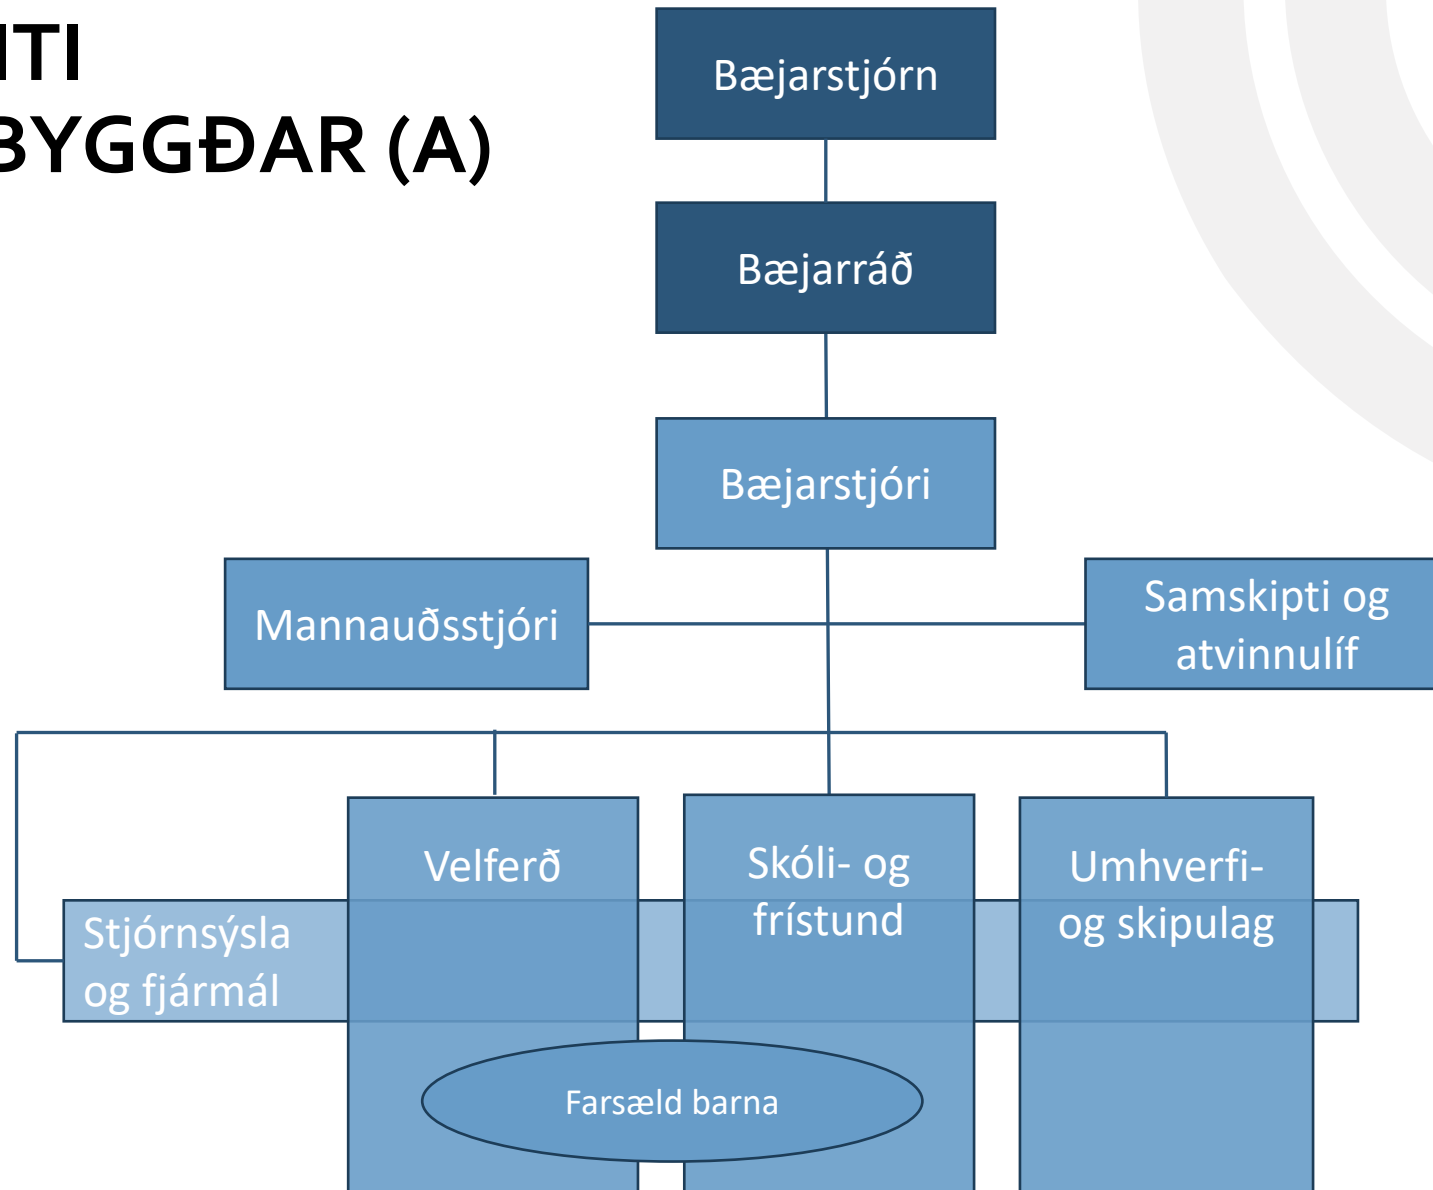 ITI
BYGGÐAR (A)
Bæjarstjórn
Bæjarráð
Bæjarstjóri
Mannauðsstjóri
Samskipti og
atvinnulíf
Velferð
Skóli- og
frístund
Umhverfi-
og skipulag
Stjórnsýsla
og fjármál
Farsæld barna